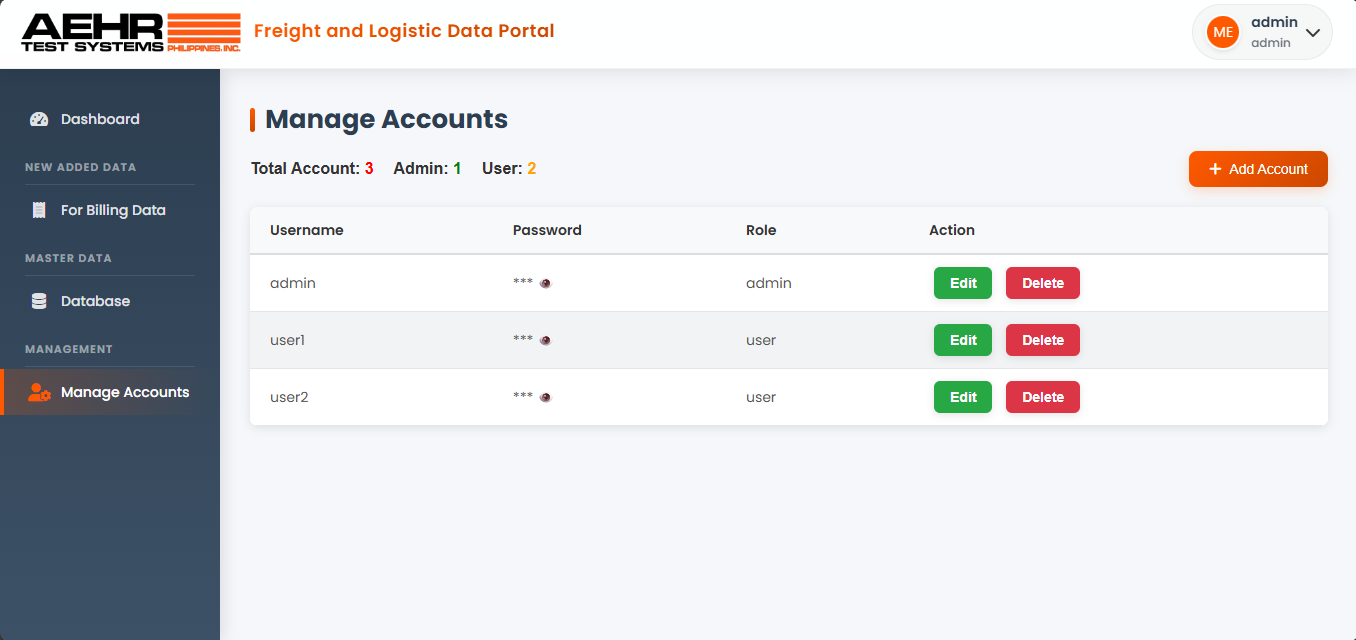 AEHR
TEST SYSTEMS PHILIPPINES, INC.
Freight and Logistic Data Portal
ME
admin
admin
Dashboard
NEW ADDED DATA
For Billing Data
MASTER DATA
Database
MANAGEMENT
Manage Accounts
Manage Accounts
Total Account: 3 Admin: 1 User: 2
+ Add Account
Username Password Role Action
admin *** admin Edit Delete
user1 *** user Edit Delete
user2 *** user Edit Delete